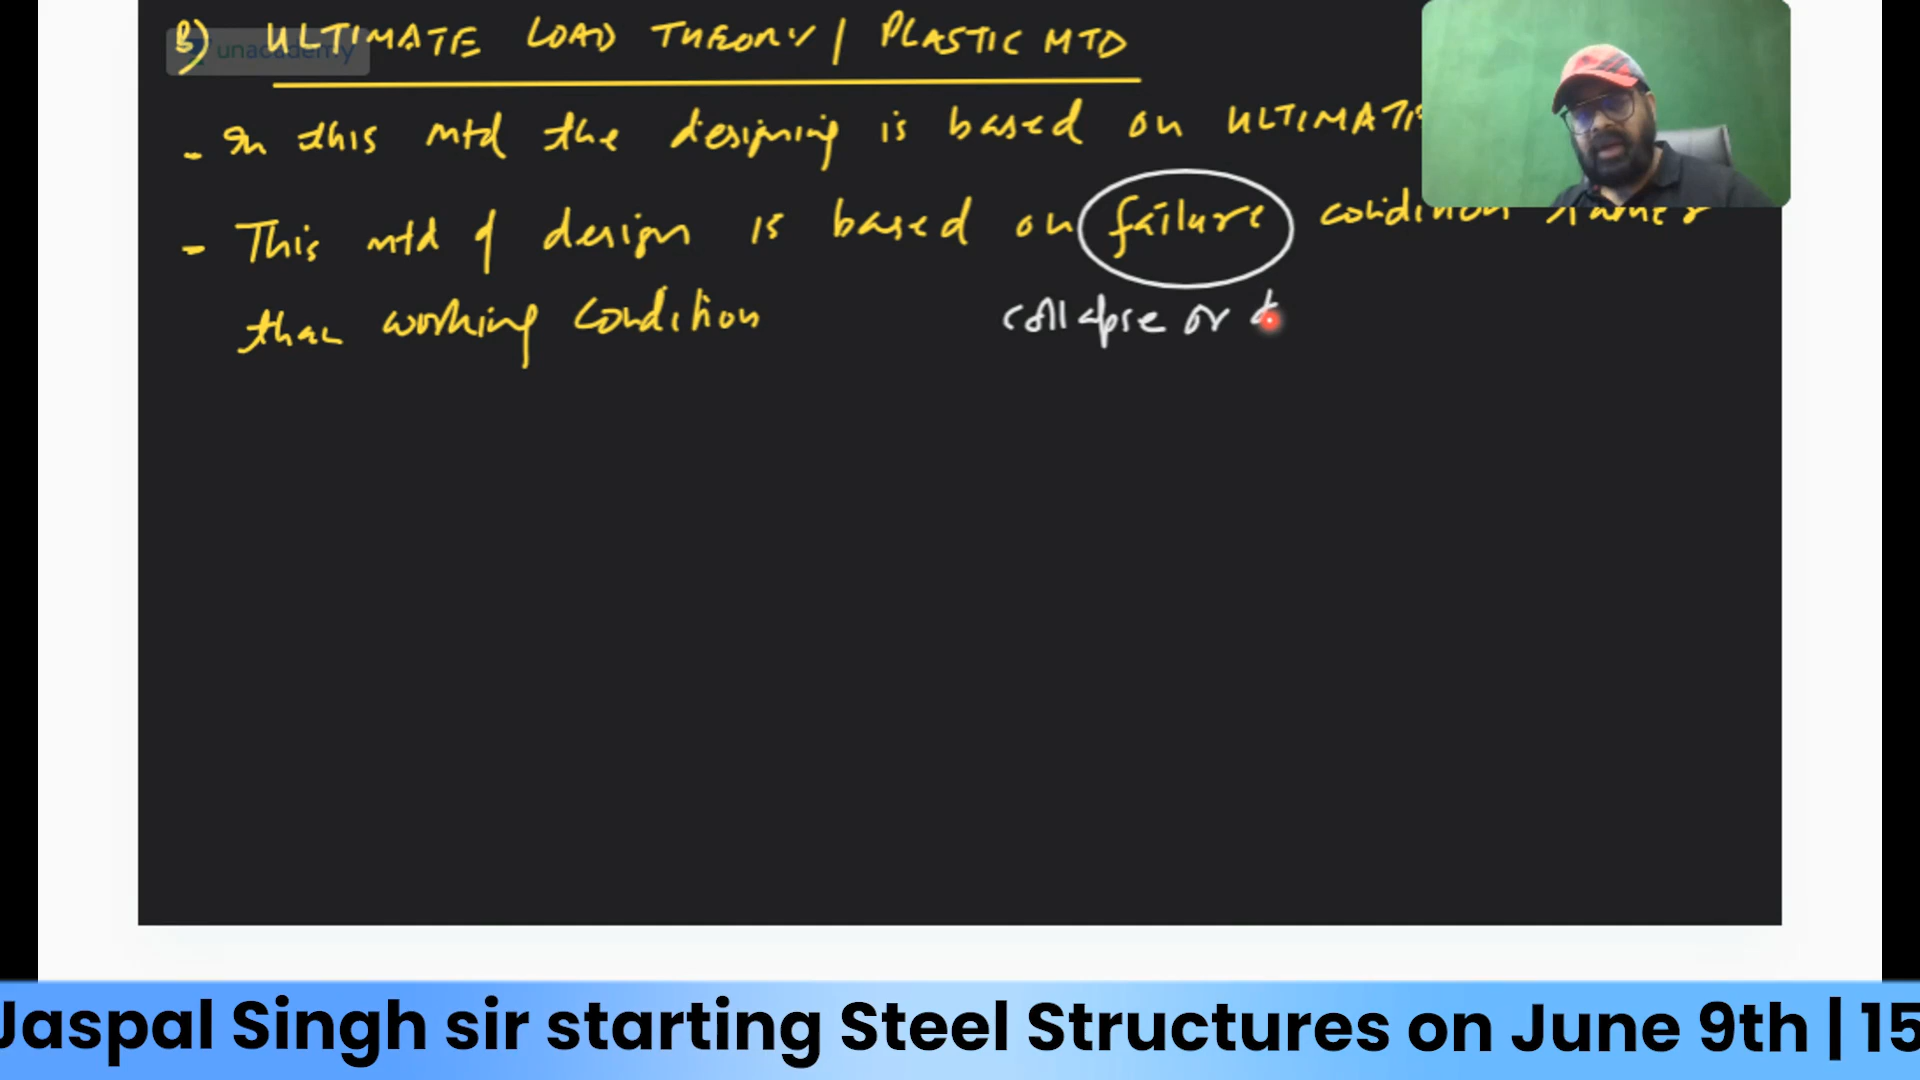 B) ULTIMATE LOAD THEORY / PLASTIC MTD
unacademy
- In this mtd the designing is based on ULTIMATE
- This mtd of design is based on failure condition rather
than working condition
collapse or
Jaspal Singh sir starting Steel Structures on June 9th | 15